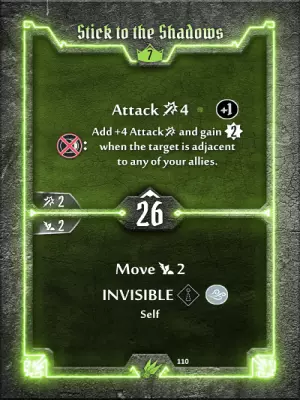 Stick to the Shadows
7
Attack 4 +1
Add +4 Attack and gain 2
: when the target is adjacent
to any of your allies.
2
26
2
Move 2
INVISIBLE
Self
110